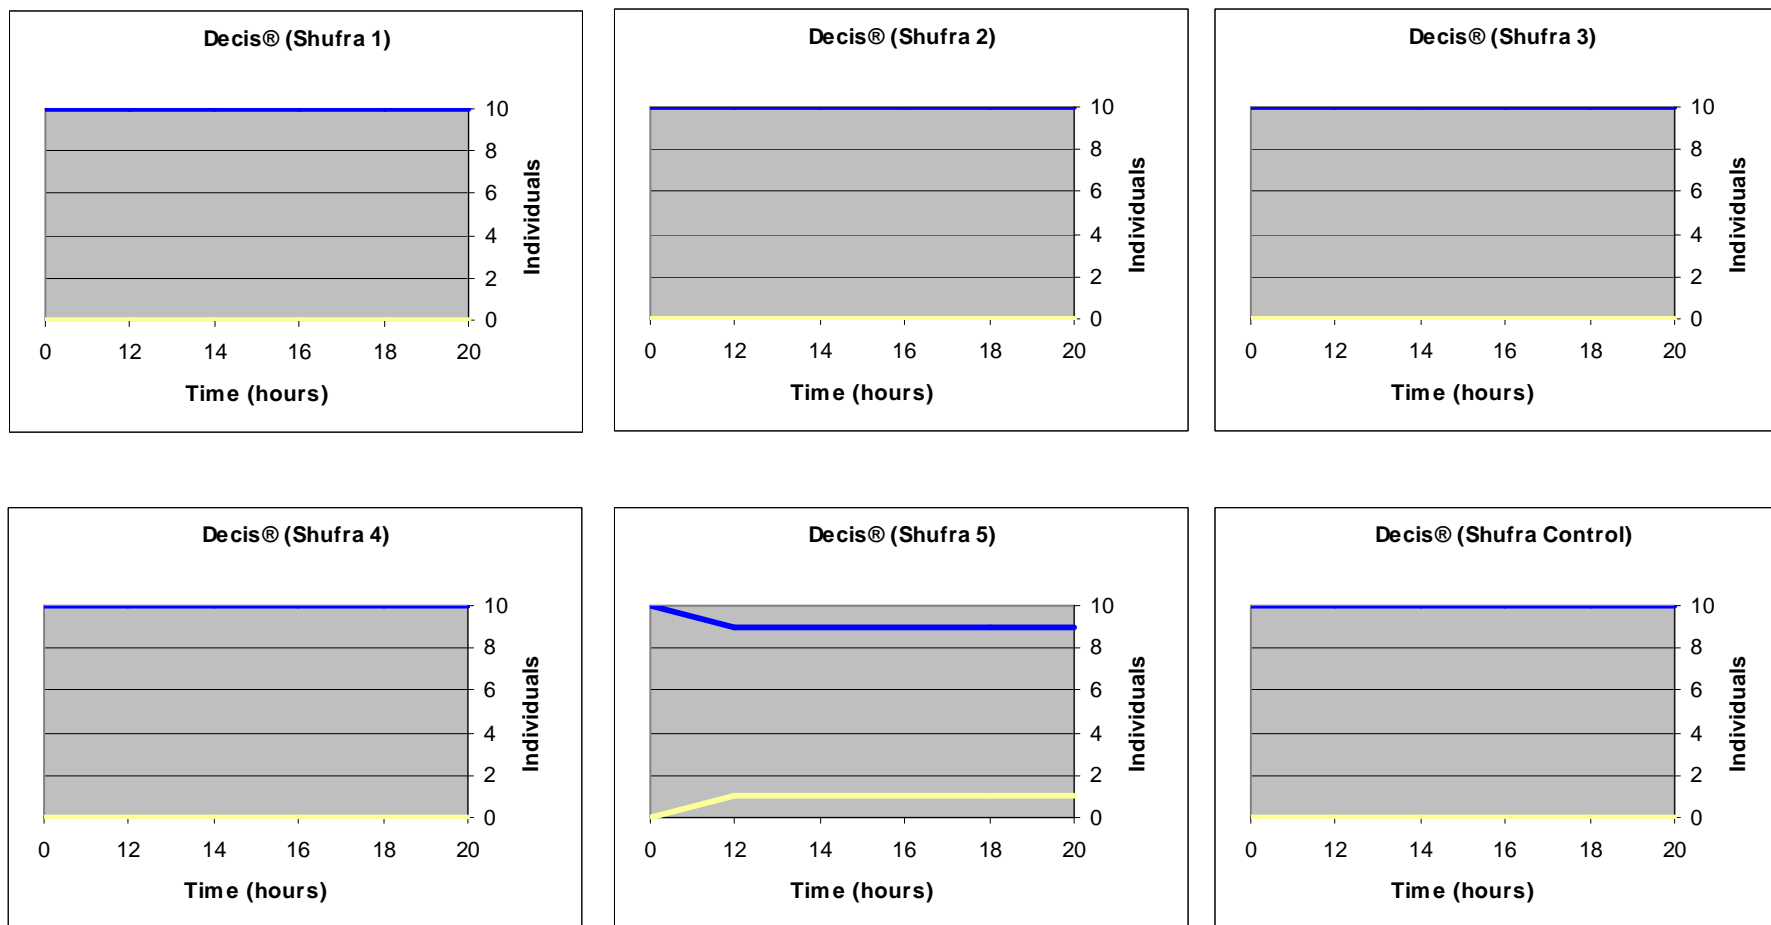 Decis® (Shufra 1)
10
8
6
4
2
0
Individuals
0 12 14 16 18 20
Time (hours)
Decis® (Shufra 2)
10
8
6
4
2
0
Individuals
0 12 14 16 18 20
Time (hours)
Decis® (Shufra 3)
10
8
6
4
2
0
Individuals
0 12 14 16 18 20
Time (hours)
Decis® (Shufra 4)
10
8
6
4
2
0
Individuals
0 12 14 16 18 20
Time (hours)
Decis® (Shufra 5)
10
8
6
4
2
0
Individuals
0 12 14 16 18 20
Time (hours)
Decis® (Shufra Control)
10
8
6
4
2
0
Individuals
0 12 14 16 18 20
Time (hours)